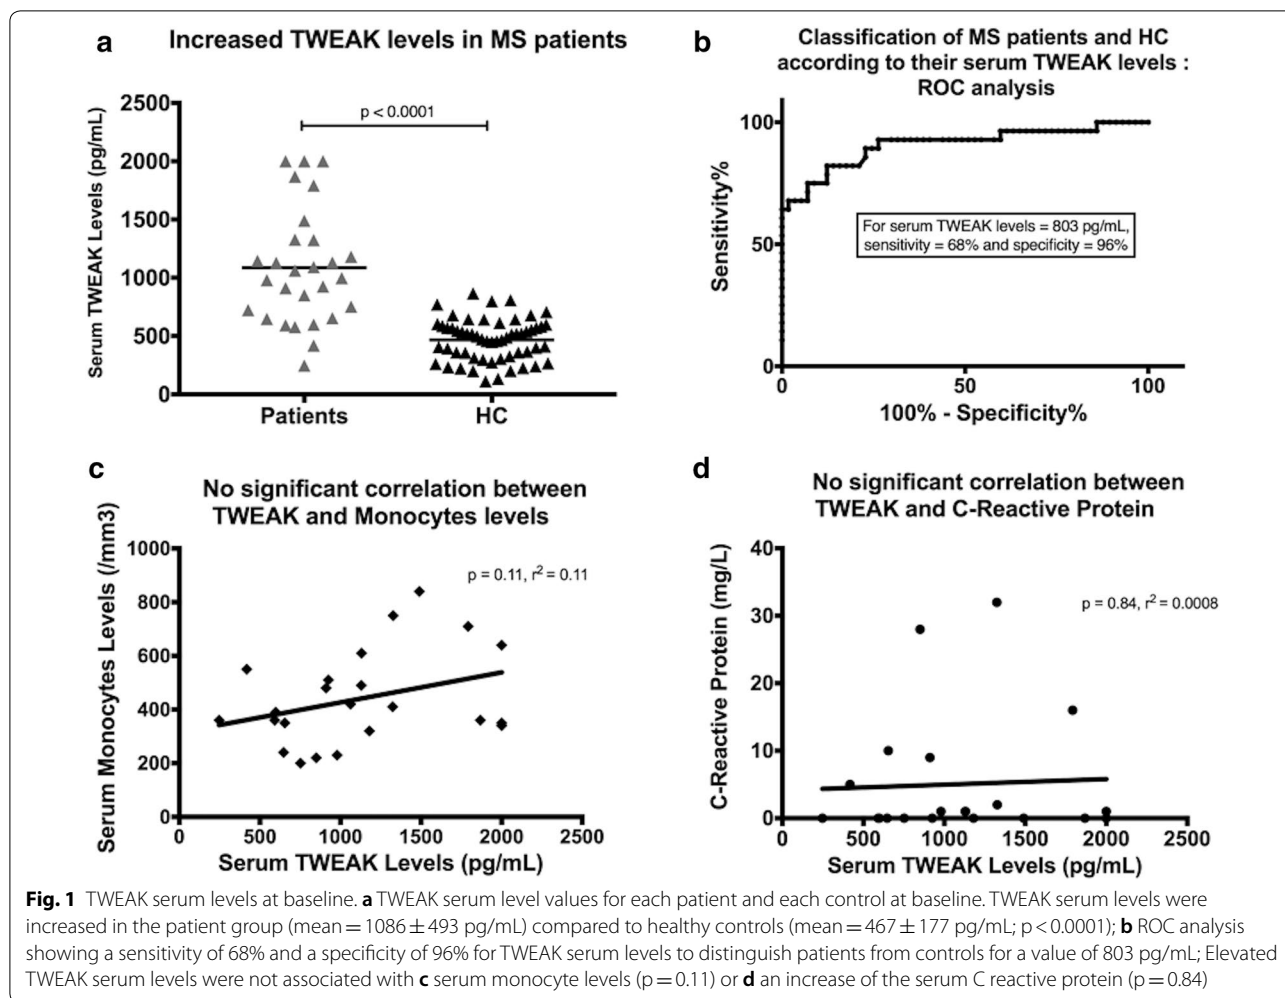 a
Increased TWEAK levels in MS patients
Serum TWEAK Levels (pg/mL)
2500
2000
1500
1000
500
0
p < 0.0001
Patients
HC
b
Classification of MS patients and HC
according to their serum TWEAK levels :
ROC analysis
Sensitivity%
100
50
0
For serum TWEAK levels = 803 pg/mL,
sensitivity = 68% and specificity = 96%
0
50
100
100% - Specificity%
c
No significant correlation between
TWEAK and Monocytes levels
Serum Monocytes Levels (/mm3)
1000
800
600
400
200
0
p = 0.11, r² = 0.11
0
500
1000
1500
2000
2500
Serum TWEAK Levels (pg/mL)
d
No significant correlation between
TWEAK and C-Reactive Protein
C-Reactive Protein (mg/L)
40
30
20
10
0
p = 0.84, r² = 0.0008
0
500
1000
1500
2000
2500
Serum TWEAK Levels (pg/mL)
Fig. 1 TWEAK serum levels at baseline. a TWEAK serum level values for each patient and each control at baseline. TWEAK serum levels were
increased in the patient group (mean = 1086 ± 493 pg/mL) compared to healthy controls (mean = 467 ± 177 pg/mL; p < 0.0001); b ROC analysis
showing a sensitivity of 68% and a specificity of 96% for TWEAK serum levels to distinguish patients from controls for a value of 803 pg/mL; Elevated
TWEAK serum levels were not associated with c serum monocyte levels (p = 0.11) or d an increase of the serum C reactive protein (p = 0.84)